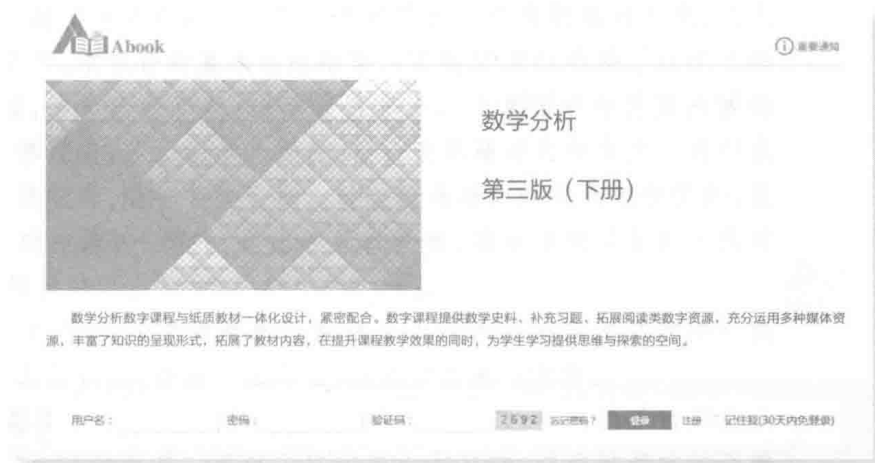 Abook
重要通知
数学分析
第三版（下册）
数学分析数字课程与纸质教材一体化设计，紧密配合。数字课程提供数学史料、补充习题、拓展阅读类数字资源，充分运用多种媒体资
源，丰富了知识的呈现形式，拓展了教材内容，在提升课程教学效果的同时，为学生学习提供思维与探索的空间。
用户名： 密码： 验证码： 2692 忘记密码？ 登录 注册 记住我(30天内免登录)